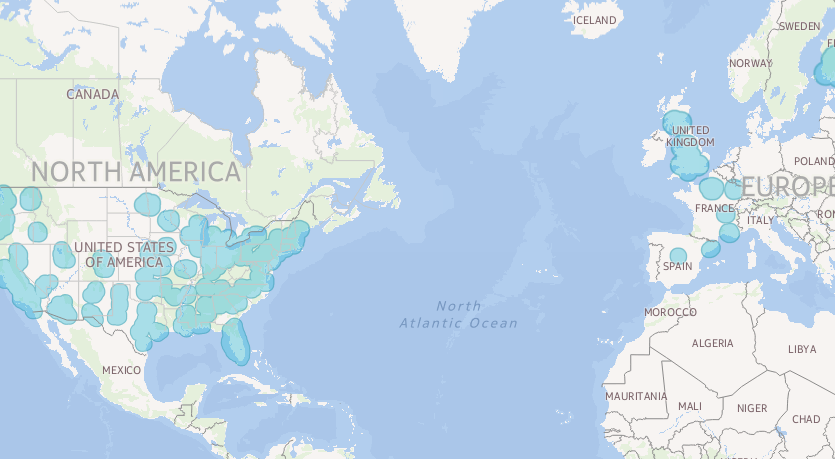 ICELAND
SWEDEN
NORWAY
CANADA
UNITED
KINGDOM
POLAND
NORTH AMERICA
EUROPE
FRANCE
ITALY
UNITED STATES
OF AMERICA
SPAIN
North
Atlantic Ocean
MOROCCO
ALGERIA
LIBYA
MEXICO
MAURITANIA
MALI
NIGER
CHAD